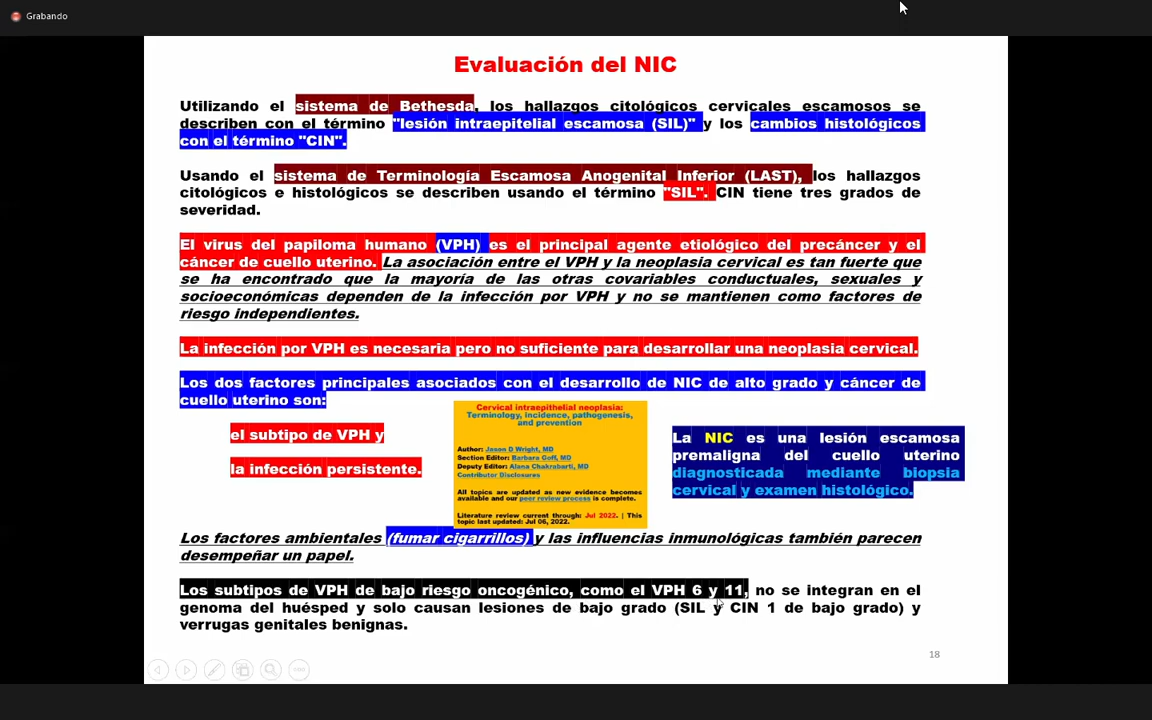 Grabando
Evaluación del NIC
Utilizando el sistema de Bethesda, los hallazgos citológicos cervicales escamosos se
describen con el término "lesión intraepitelial escamosa (SIL)" y los cambios histológicos
con el término "CIN".
Usando el sistema de Terminología Escamosa Anogenital Inferior (LAST), los hallazgos
citológicos e histológicos se describen usando el término "SIL". CIN tiene tres grados de
severidad.
El virus del papiloma humano (VPH) es el principal agente etiológico del precáncer y el
cáncer de cuello uterino. La asociación entre el VPH y la neoplasia cervical es tan fuerte que
se ha encontrado que la mayoría de las otras covariables conductuales, sexuales y
socioeconómicas dependen de la infección por VPH y no se mantienen como factores de
riesgo independientes.
La infección por VPH es necesaria pero no suficiente para desarrollar una neoplasia cervical.
Los dos factores principales asociados con el desarrollo de NIC de alto grado y cáncer de
cuello uterino son:
el subtipo de VPH y
la infección persistente.
Cervical intraepithelial neoplasia:
Terminology, incidence, pathogenesis,
and prevention
Author: Jason D Wright, MD
Section Editor: Barbara Goff, MD
Deputy Editor: Alana Chakrabarti, MD
Contributor Disclosures
All topics are updated as new evidence becomes
available and our peer review process is complete.
Literature review current through: Jul 2022. | This
topic last updated: Jul 06, 2022.
La NIC es una lesión escamosa
premaligna del cuello uterino
diagnosticada mediante biopsia
cervical y examen histológico.
Los factores ambientales (fumar cigarrillos) y las influencias inmunológicas también parecen
desempeñar un papel.
Los subtipos de VPH de bajo riesgo oncogénico, como el VPH 6 y 11, no se integran en el
genoma del huésped y solo causan lesiones de bajo grado (SIL y CIN 1 de bajo grado) y
verrugas genitales benignas.
18